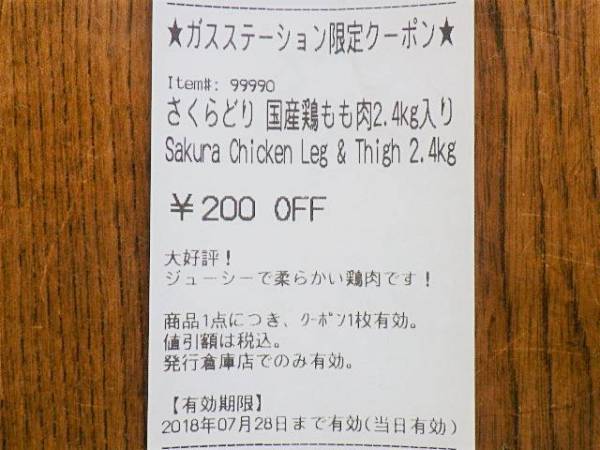 ★ガスステーション限定クーポン★
Item#: 99990
さくらどり 国産鶏もも肉2.4kg入り
Sakura Chicken Leg & Thigh 2.4kg
¥200 OFF
大好評！
ジューシーで柔らかい鶏肉です！
商品1点につき、ｸｰﾎﾟﾝ1枚有効。
値引額は税込。
発行倉庫店でのみ有効。
【有効期限】
2018年07月28日まで有効(当日有効)